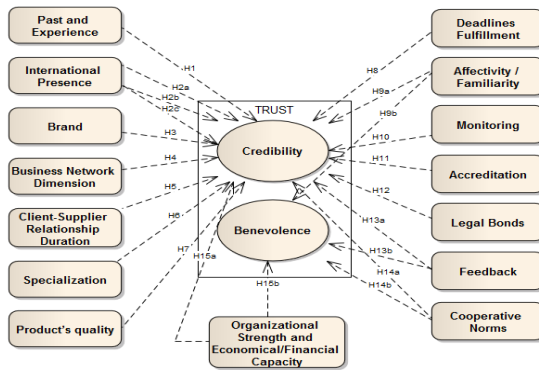 Past and
Experience
International
Presence
Brand
Business Network
Dimension
Client-Supplier
Relationship
Duration
Specialization
Product's quality
H1
H2a
H2b
H2c
H3
H4
H5
H6
H7
H15a
TRUST
Credibility
Benevolence
H15b
Organizational
Strength and
Economical/Financial
Capacity
H8
H9a
H9b
H10
H11
H12
H13a
H13b
H14a
H14b
Deadlines
Fulfillment
Affectivity /
Familiarity
Monitoring
Accreditation
Legal Bonds
Feedback
Cooperative
Norms